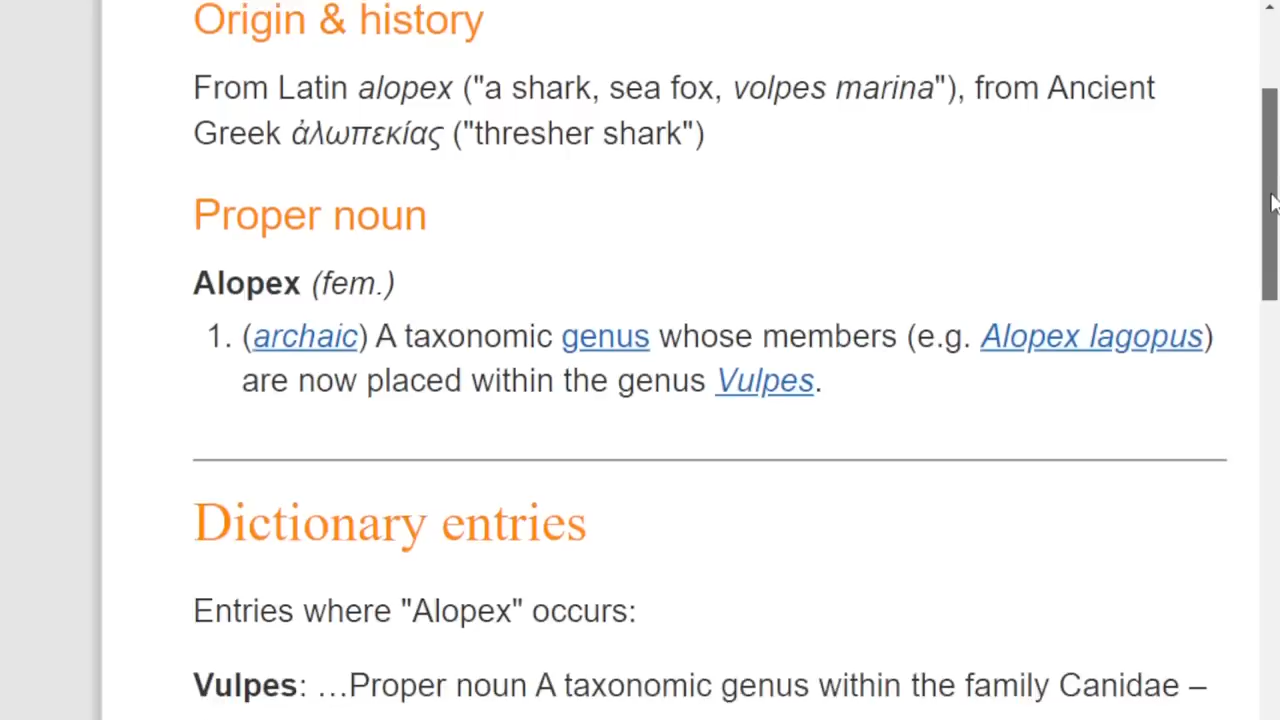 Origin & history
From Latin alopex ("a shark, sea fox, volpes marina"), from Ancient
Greek ἀλωπεκίας ("thresher shark")
Proper noun
Alopex (fem.)
1. (archaic) A taxonomic genus whose members (e.g. Alopex lagopus)
are now placed within the genus Vulpes.
Dictionary entries
Entries where "Alopex" occurs:
Vulpes: …Proper noun A taxonomic genus within the family Canidae –